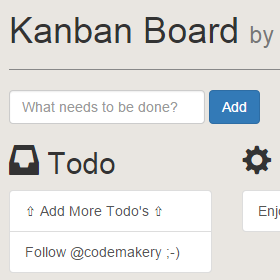 Kanban Board by
What needs to be done?
Add
Todo
⇧ Add More Todo's ⇧
Follow @codemakery ;-)
Enj